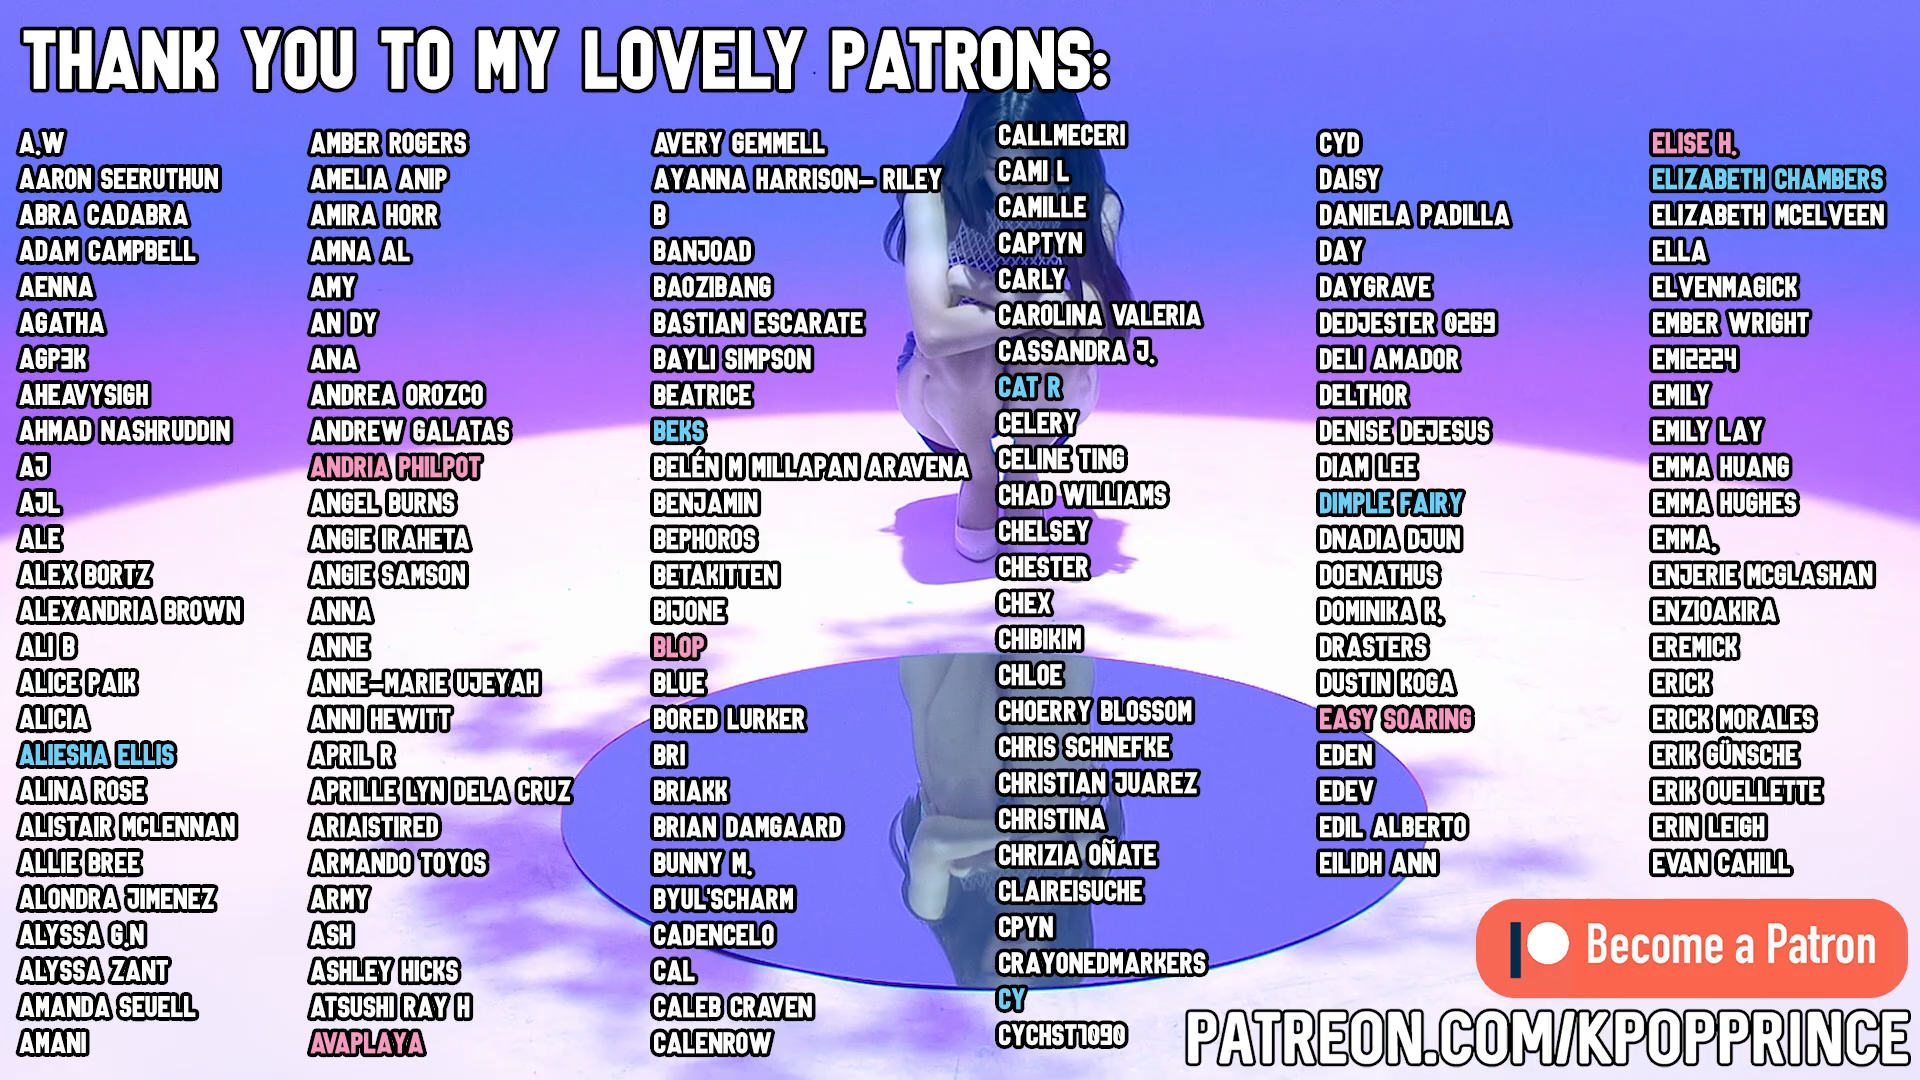 THANK YOU TO MY LOVELY PATRONS:
A.W
AARON SEERUTHUN
ABRA CADABRA
ADAM CAMPBELL
AENNA
AGATHA
AGP3K
AHEAVYSIGH
AHMAD NASHRUDDIN
AJ
AJL
ALE
ALEX BORTZ
ALEXANDRIA BROWN
ALI B
ALICE PAIK
ALICIA
ALIESHA ELLIS
ALINA ROSE
ALISTAIR MCLENNAN
ALLIE BREE
ALONDRA JIMENEZ
ALYSSA G.N
ALYSSA ZANT
AMANDA SEUELL
AMANI
AMBER ROGERS
AMELIA ANIP
AMIRA HORR
AMNA AL
AMY
AN DY
ANA
ANDREA OROZCO
ANDREW GALATAS
ANDRIA PHILPOT
ANGEL BURNS
ANGIE IRAHETA
ANGIE SAMSON
ANNA
ANNE
ANNE-MARIE UJEYAH
ANNI HEWITT
APRIL R
APRILLE LYN DELA CRUZ
ARIAISTIRED
ARMANDO TOYOS
ARMY
ASH
ASHLEY HICKS
ATSUSHI RAY H
AVAPLAYA
AVERY GEMMELL
AYANNA HARRISON- RILEY
B
BANJOAD
BAOZIBANG
BASTIAN ESCARATE
BAYLI SIMPSON
BEATRICE
BEKS
BELÉN M MILLAPAN ARAVENA
BENJAMIN
BEPHOROS
BETAKITTEN
BIJONE
BLOP
BLUE
BORED LURKER
BRI
BRIAKK
BRIAN DAMGAARD
BUNNY M.
BYUL'SCHARM
CADENCELO
CAL
CALEB CRAVEN
CALENROW
CALLMECERI
CAMI L
CAMILLE
CAPTYN
CARLY
CAROLINA VALERIA
CASSANDRA J.
CAT R
CELERY
CELINE TING
CHAD WILLIAMS
CHELSEY
CHESTER
CHEX
CHIBIKIM
CHLOE
CHOERRY BLOSSOM
CHRIS SCHNEFKE
CHRISTIAN JUAREZ
CHRISTINA
CHRIZIA OÑATE
CLAIREISUCHE
CPYN
CRAYONEDMARKERS
CY
CYCHST1090
CYD
DAISY
DANIELA PADILLA
DAY
DAYGRAVE
DEDJESTER 0269
DELI AMADOR
DELTHOR
DENISE DEJESUS
DIAM LEE
DIMPLE FAIRY
DNADIA DJUN
DOENATHUS
DOMINIKA K.
DRASTERS
DUSTIN KOGA
EASY SOARING
EDEN
EDEV
EDIL ALBERTO
EILIDH ANN
ELISE H.
ELIZABETH CHAMBERS
ELIZABETH MCELVEEN
ELLA
ELVENMAGICK
EMBER WRIGHT
EMI2224
EMILY
EMILY LAY
EMMA HUANG
EMMA HUGHES
EMMA.
ENJERIE MCGLASHAN
ENZIOAKIRA
EREMICK
ERICK
ERICK MORALES
ERIK GÜNSCHE
ERIK OUELLETTE
ERIN LEIGH
EVAN CAHILL
Become a Patron
PATREON.COM/KPOPPRINCE